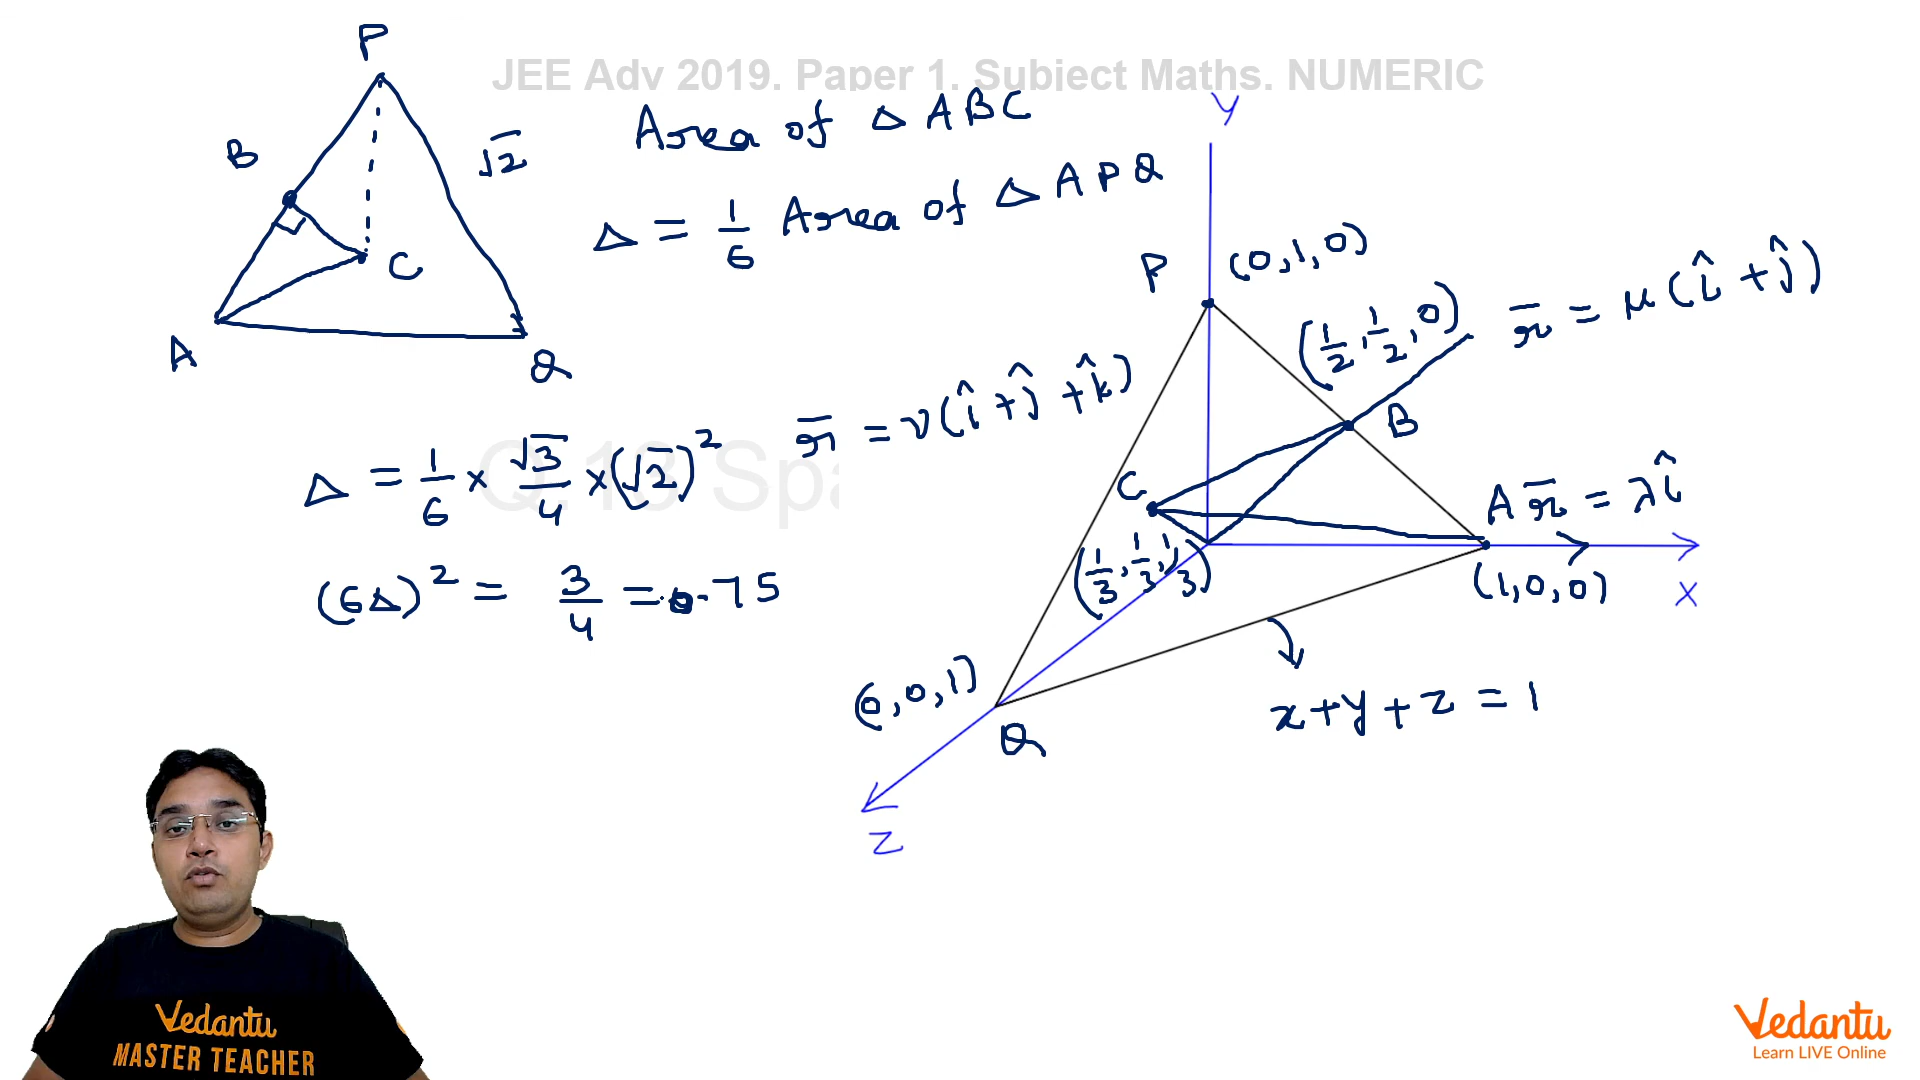 JEE Adv 2019. Paper 1. Subject Maths. NUMERIC
P
B
√2
C
A
Q
Area of △ ABC
△ = 1/6 Area of △ APQ
△ = 1/6 × √3/4 × (√2)²
(6△)² = 3/4 = 0.75
Q.13 Spa
Y
P (0,1,0)
(1/2, 1/2, 0)
r̄ = μ(î + ĵ)
r̄ = ν(î + ĵ + k̂)
B
C
A r̄ = λî
(1/3, 1/3, 1/3)
(1,0,0)
X
(0,0,1)
Q
x+y+z = 1
Z
Vedantu
MASTER TEACHER
Vedantu
Learn LIVE Online